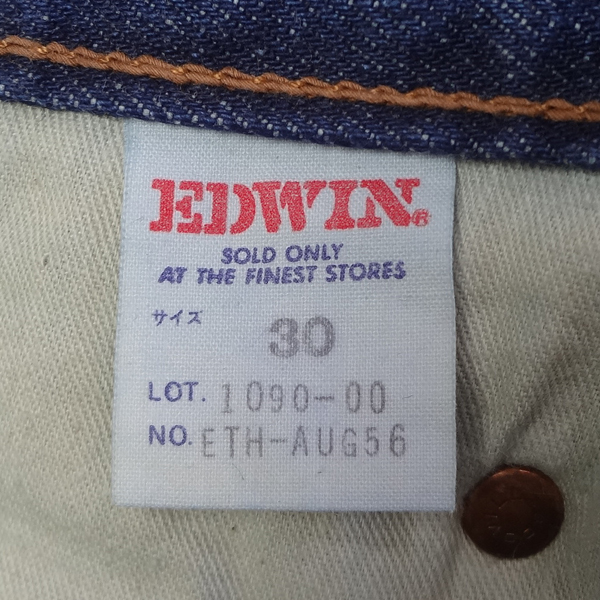 EDWIN®
SOLD ONLY
AT THE FINEST STORES
サイズ 30
LOT. 1090-00
NO. ETH-AUG56